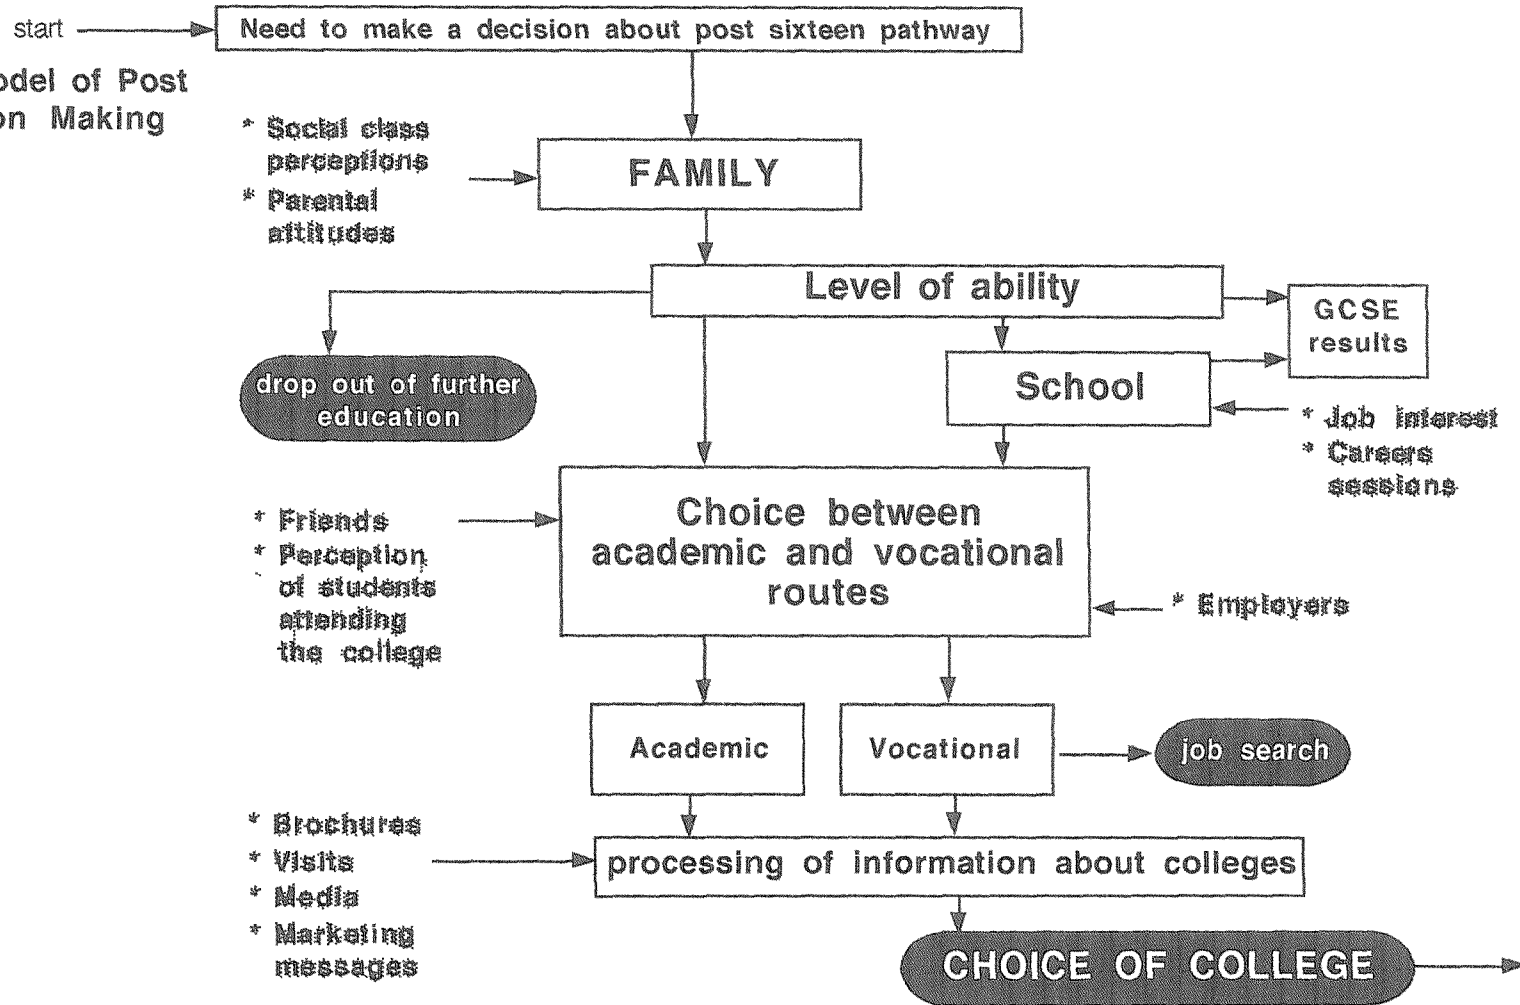 start
Need to make a decision about post sixteen pathway
odel of Post
on Making
* Social class
perceptions
* Parental
attitudes
FAMILY
Level of ability
GCSE
results
drop out of further
education
School
* Job interest
* Careers
sessions
* Friends
* Perception
of students
attending
the college
Choice between
academic and vocational
routes
* Employers
Academic
Vocational
job search
* Brochures
* Visits
* Media
* Marketing
messages
processing of information about colleges
CHOICE OF COLLEGE